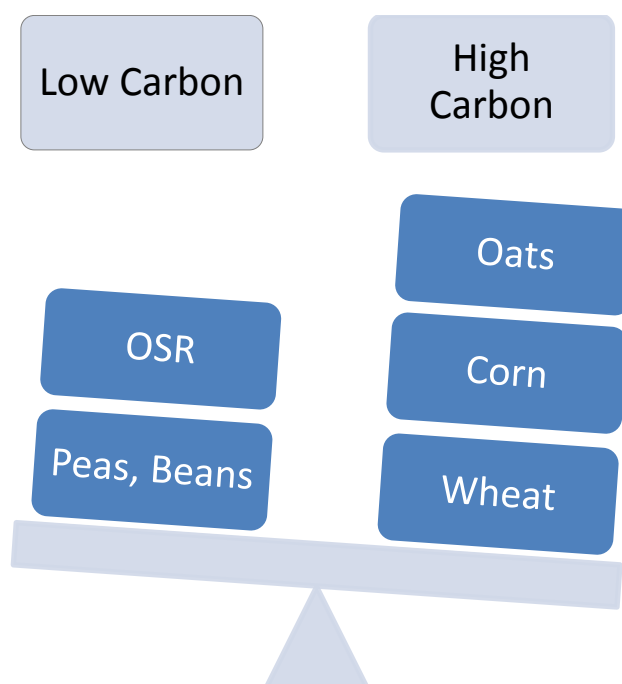 Low Carbon
High
Carbon
Oats
OSR
Corn
Peas, Beans
Wheat